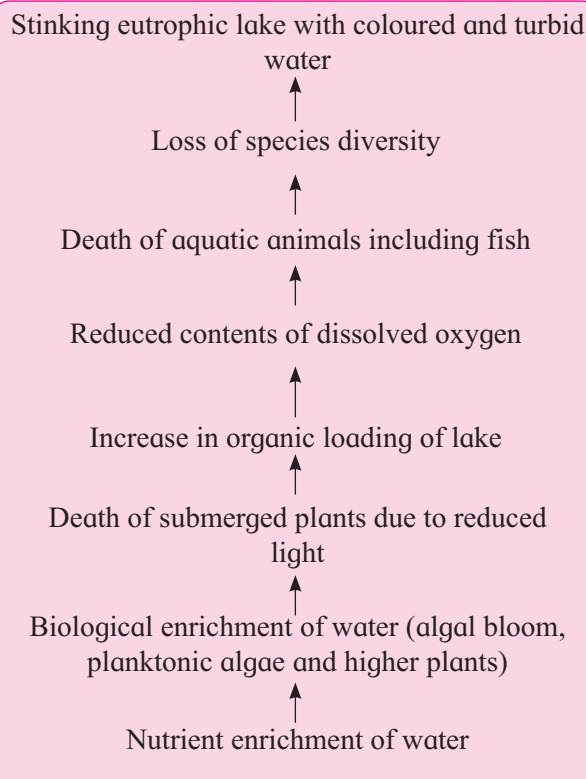 Stinking eutrophic lake with coloured and turbid
water
Loss of species diversity
Death of aquatic animals including fish
Reduced contents of dissolved oxygen
Increase in organic loading of lake
Death of submerged plants due to reduced
light
Biological enrichment of water (algal bloom,
planktonic algae and higher plants)
Nutrient enrichment of water